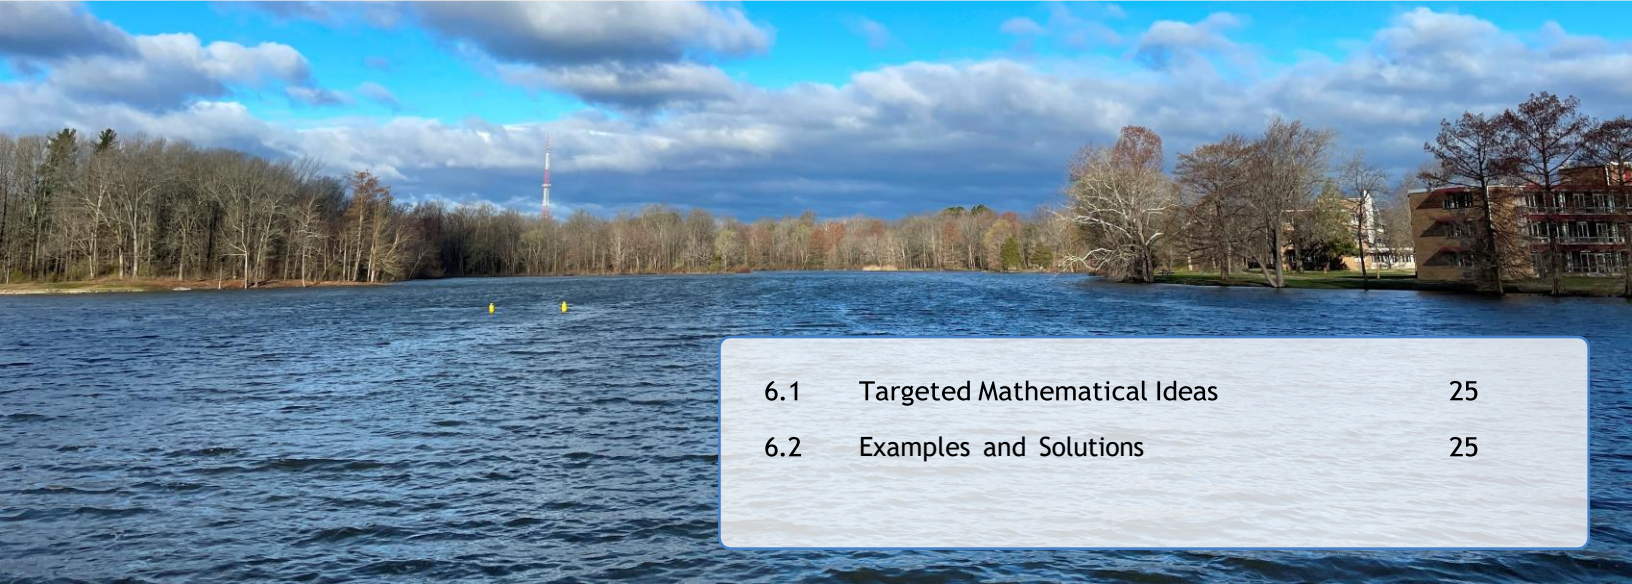 6.1 Targeted Mathematical Ideas 25
6.2 Examples and Solutions 25